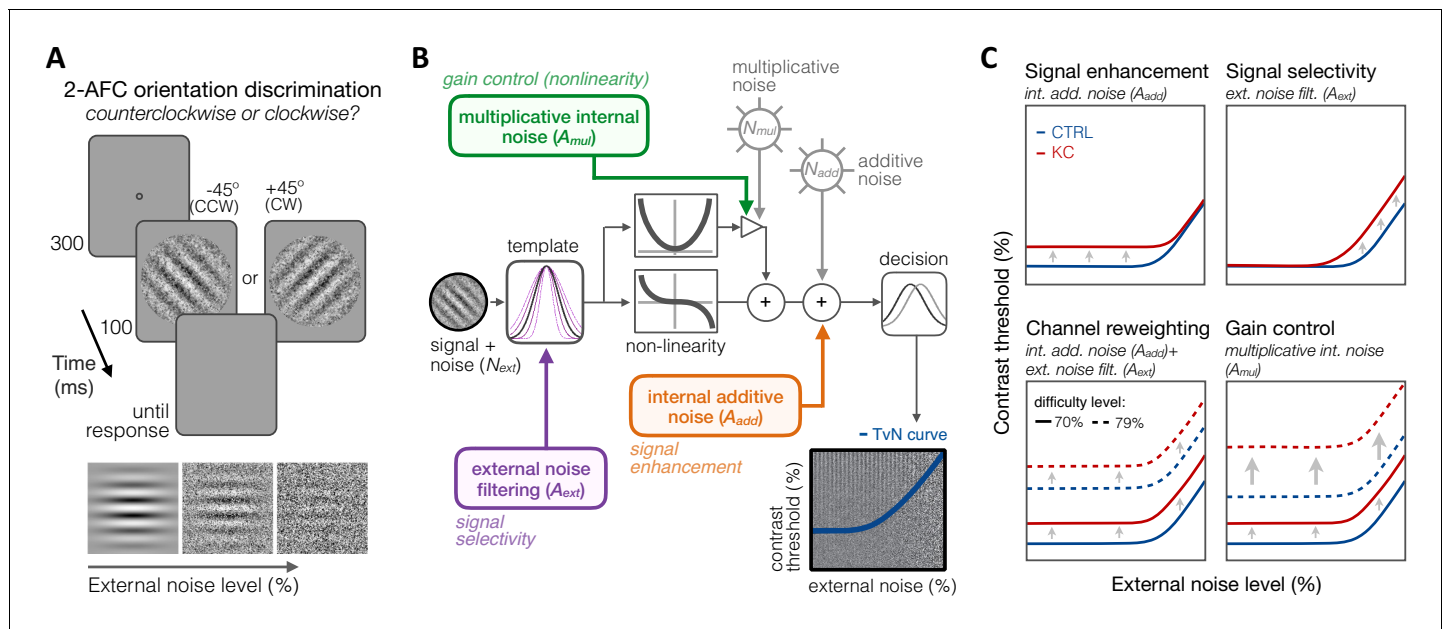 A
2-AFC orientation discrimination
counterclockwise or clockwise?
-45°
(CCW)
+45°
(CW)
300
or
100
Time
(ms)
until
response
External noise level (%)
B
gain control (nonlinearity)
multiplicative internal
noise (Amul)
multiplicative
noise
Nmul
Nadd
additive
noise
template
decision
signal +
noise (Next)
non-linearity
+
+
internal additive
noise (Aadd)
signal
enhancement
external noise
filtering (Aext)
signal
selectivity
TvN curve
contrast
threshold (%)
external noise (%)
C
Signal enhancement
int. add. noise (Aadd)
CTRL
KC
Signal selectivity
ext. noise filt. (Aext)
Contrast threshold (%)
Channel reweighting
int. add. noise (Aadd)+
ext. noise filt. (Aext)
difficulty level:
70% 79%
Gain control
multiplicative int. noise
(Amul)
External noise level (%)